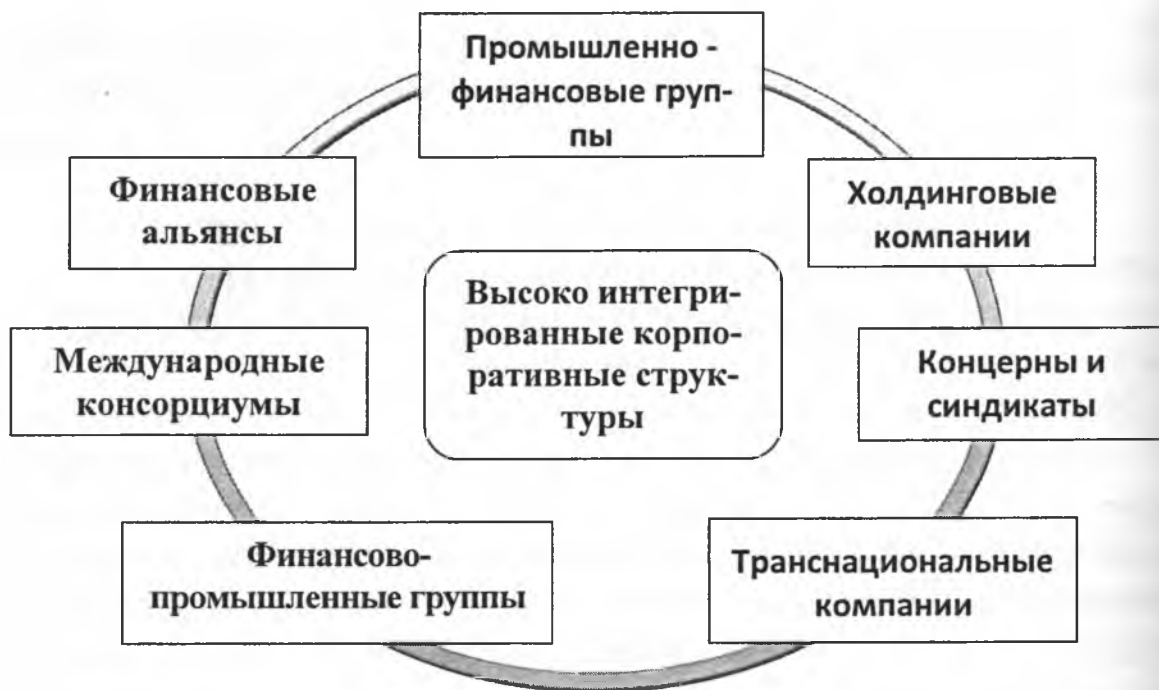 Промышленно -
финансовые груп-
пы
Финансовые
альянсы
Холдинговые
компании
Высоко интегри-
рованные корпо-
ративные струк-
туры
Международные
консорциумы
Концерны и
синдикаты
Финансово-
промышленные группы
Транснациональные
компании